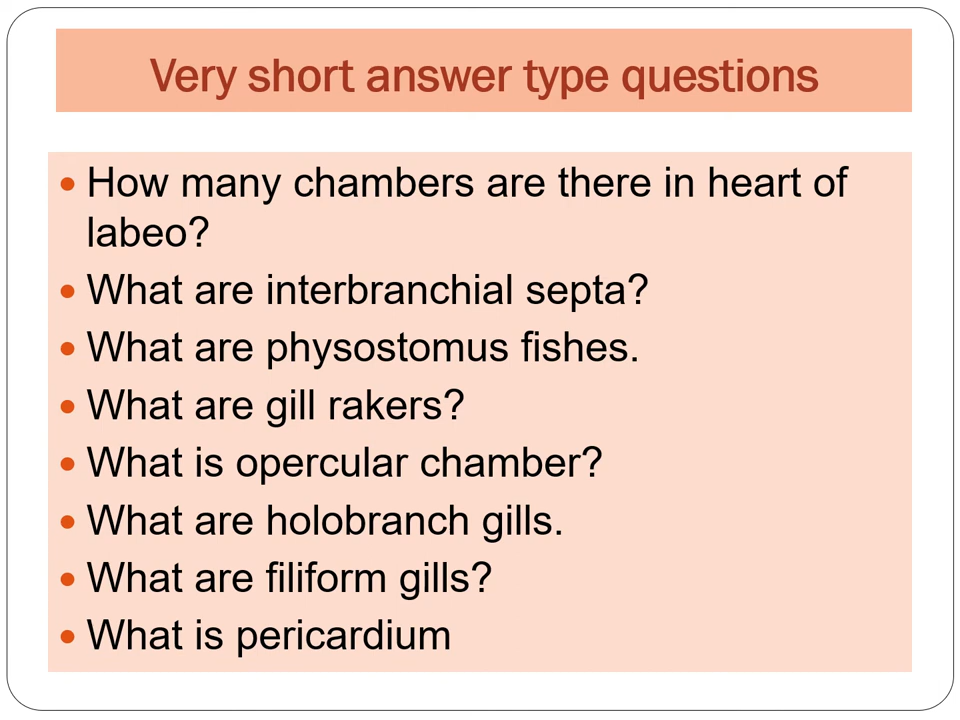 Very short answer type questions
• How many chambers are there in heart of
labeo?
• What are interbranchial septa?
• What are physostomus fishes.
• What are gill rakers?
• What is opercular chamber?
• What are holobranch gills.
• What are filiform gills?
• What is pericardium